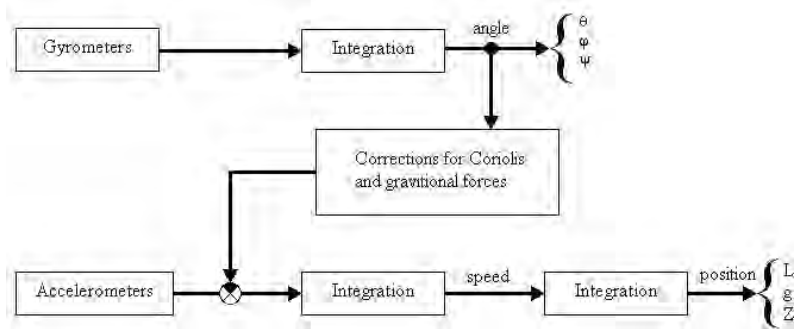 angle
Gyrometers
Integration
θ
φ
ψ
Corrections for Coriolis
and gravitional forces
Accelerometers
Integration
speed
Integration
position
L
g
Z